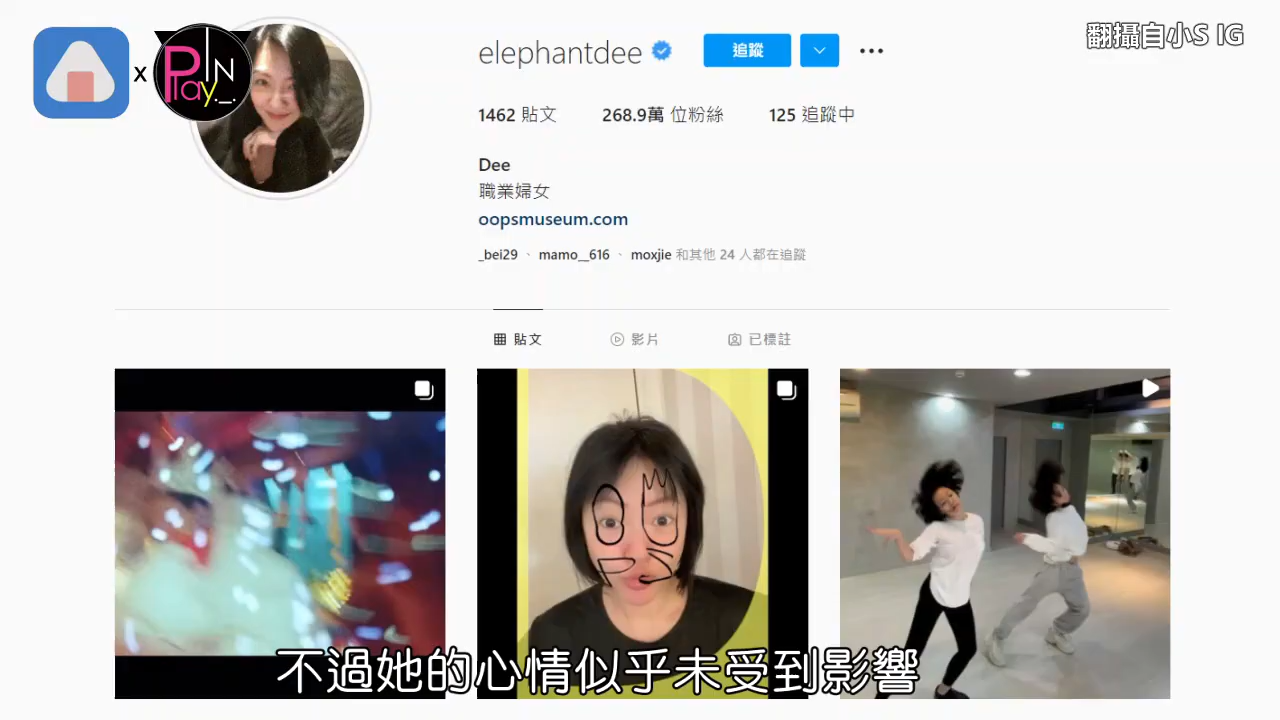 翻攝自小S IG
x
PlayIN
elephantdee
追蹤
1462 貼文 268.9萬 位粉絲 125 追蹤中
Dee
職業婦女
oopsmuseum.com
_bei29、mamo__616、moxjie 和其他 24 人都在追蹤
貼文 影片 已標註
OU
PS
不過她的心情似乎未受到影響